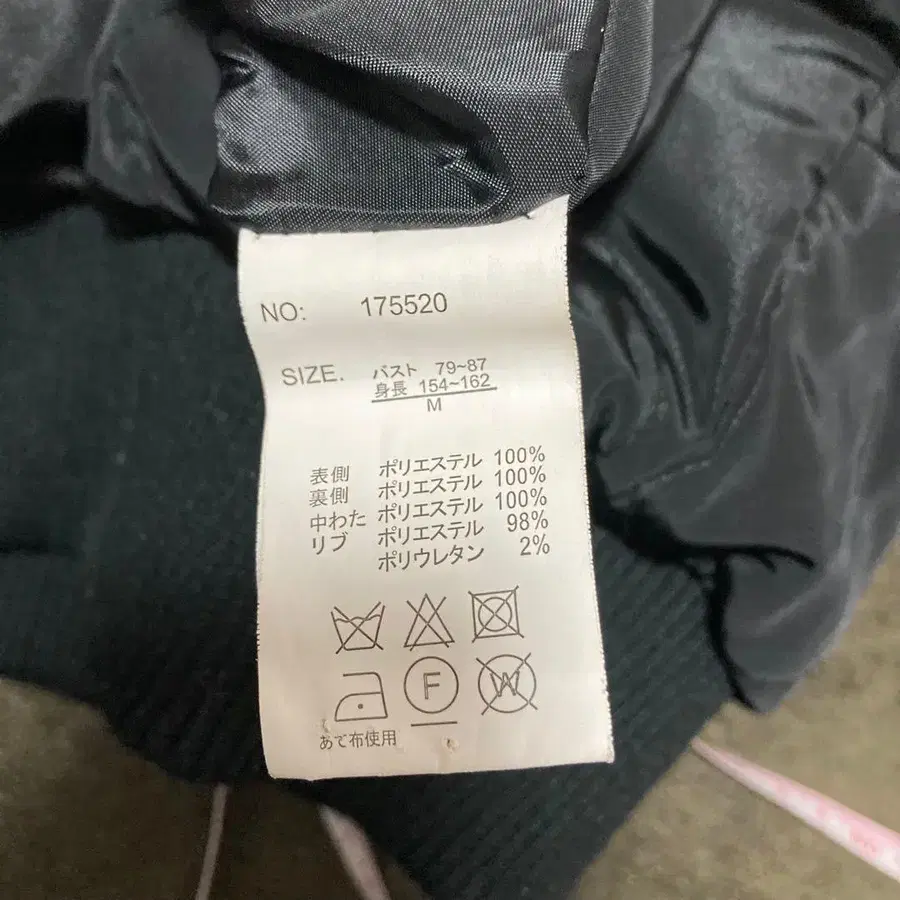 NO: 175520
SIZE. バスト 79~87
身長 154~162
M
表側 ポリエステル 100%
裏側 ポリエステル 100%
中わた ポリエステル 100%
リブ ポリエステル 98%
ポリウレタン 2%
F W
あて布使用